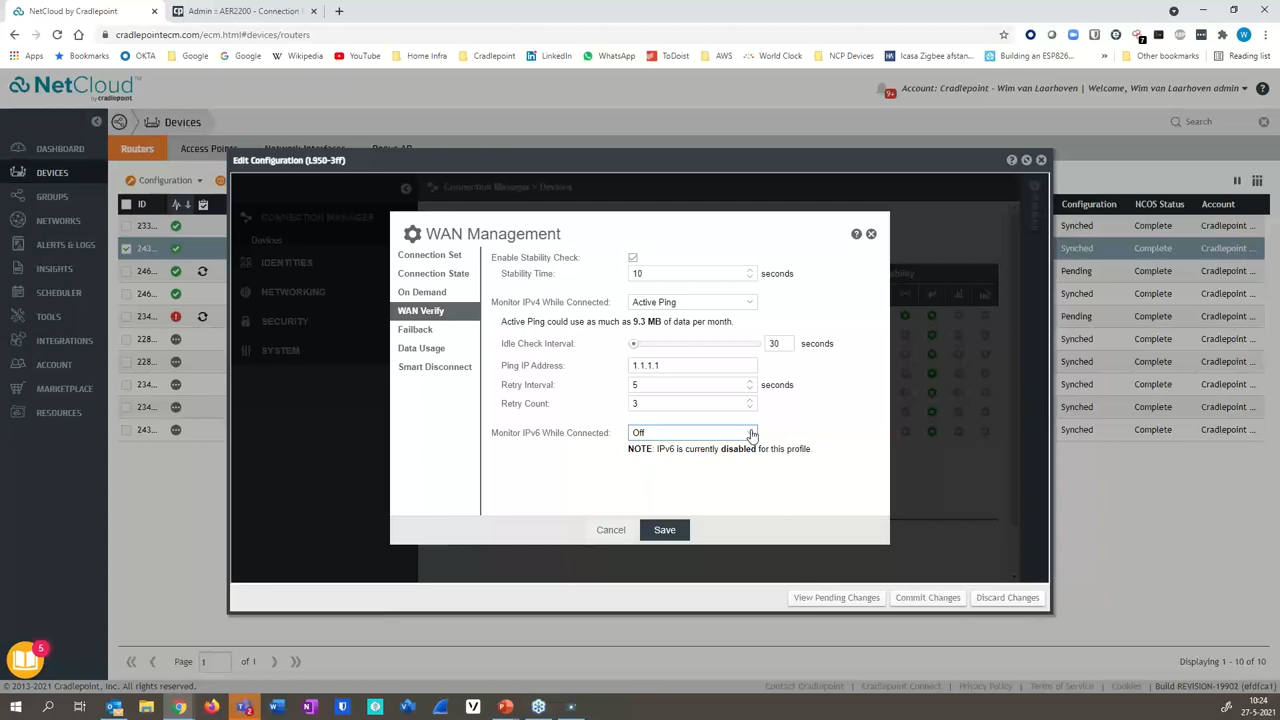 NetCloud by Cradlepoint
Admin :: AER2200 - Connection
cradlepointecm.com/ecm.html#devices/routers
Apps
Bookmarks
OKTA
Google
Google
Wikipedia
YouTube
Home Infra
Cradlepoint
LinkedIn
WhatsApp
ToDoist
AWS
World Clock
NCP Devices
Icasa Zigbee afstan...
Building an ESP826...
Other bookmarks
Reading list
NetCloud
by cradlepoint
9+
Account: Cradlepoint - Wim van Laarhoven | Welcome, Wim van Laarhoven admin
Devices
Search
DASHBOARD
DEVICES
GROUPS
NETWORKS
ALERTS & LOGS
INSIGHTS
SCHEDULER
TOOLS
INTEGRATIONS
ACCOUNT
MARKETPLACE
RESOURCES
Routers
Access Points
Network Interfaces
Configuration
ID
233...
243...
246...
246...
234...
228...
228...
234...
234...
243...
Configuration
NCOS Status
Account
Synched
Complete
Cradlepoint ...
Synched
Complete
Cradlepoint ...
Pending
Complete
Cradlepoint ...
Synched
Complete
Cradlepoint ...
Pending
Complete
Cradlepoint ...
Synched
Complete
Cradlepoint ...
Synched
Complete
Cradlepoint ...
Synched
Complete
Cradlepoint ...
Synched
Complete
Cradlepoint ...
Synched
Complete
Cradlepoint ...
Edit Configuration (L950-3ff)
CONNECTION MANAGER
Devices
IDENTITIES
NETWORKING
SECURITY
SYSTEM
Connection Manager > Devices
WAN Management
Connection Set
Connection State
On Demand
WAN Verify
Failback
Data Usage
Smart Disconnect
Enable Stability Check:
Stability Time:
10
seconds
Monitor IPv4 While Connected:
Active Ping
Active Ping could use as much as 9.3 MB of data per month.
Idle Check Interval:
30
seconds
Ping IP Address:
1.1.1.1
Retry Interval:
5
seconds
Retry Count:
3
Monitor IPv6 While Connected:
Off
NOTE: IPv6 is currently disabled for this profile
Cancel
Save
View Pending Changes
Commit Changes
Discard Changes
5
Page
1
of 1
Displaying 1 - 10 of 10
© 2013-2021 Cradlepoint, Inc. All rights reserved.
Contact Cradlepoint
Cradlepoint Connect
Privacy Policy
Terms of Service
Cookies
Build REVISION-19902 (efdfca1)
10:24
27-5-2021